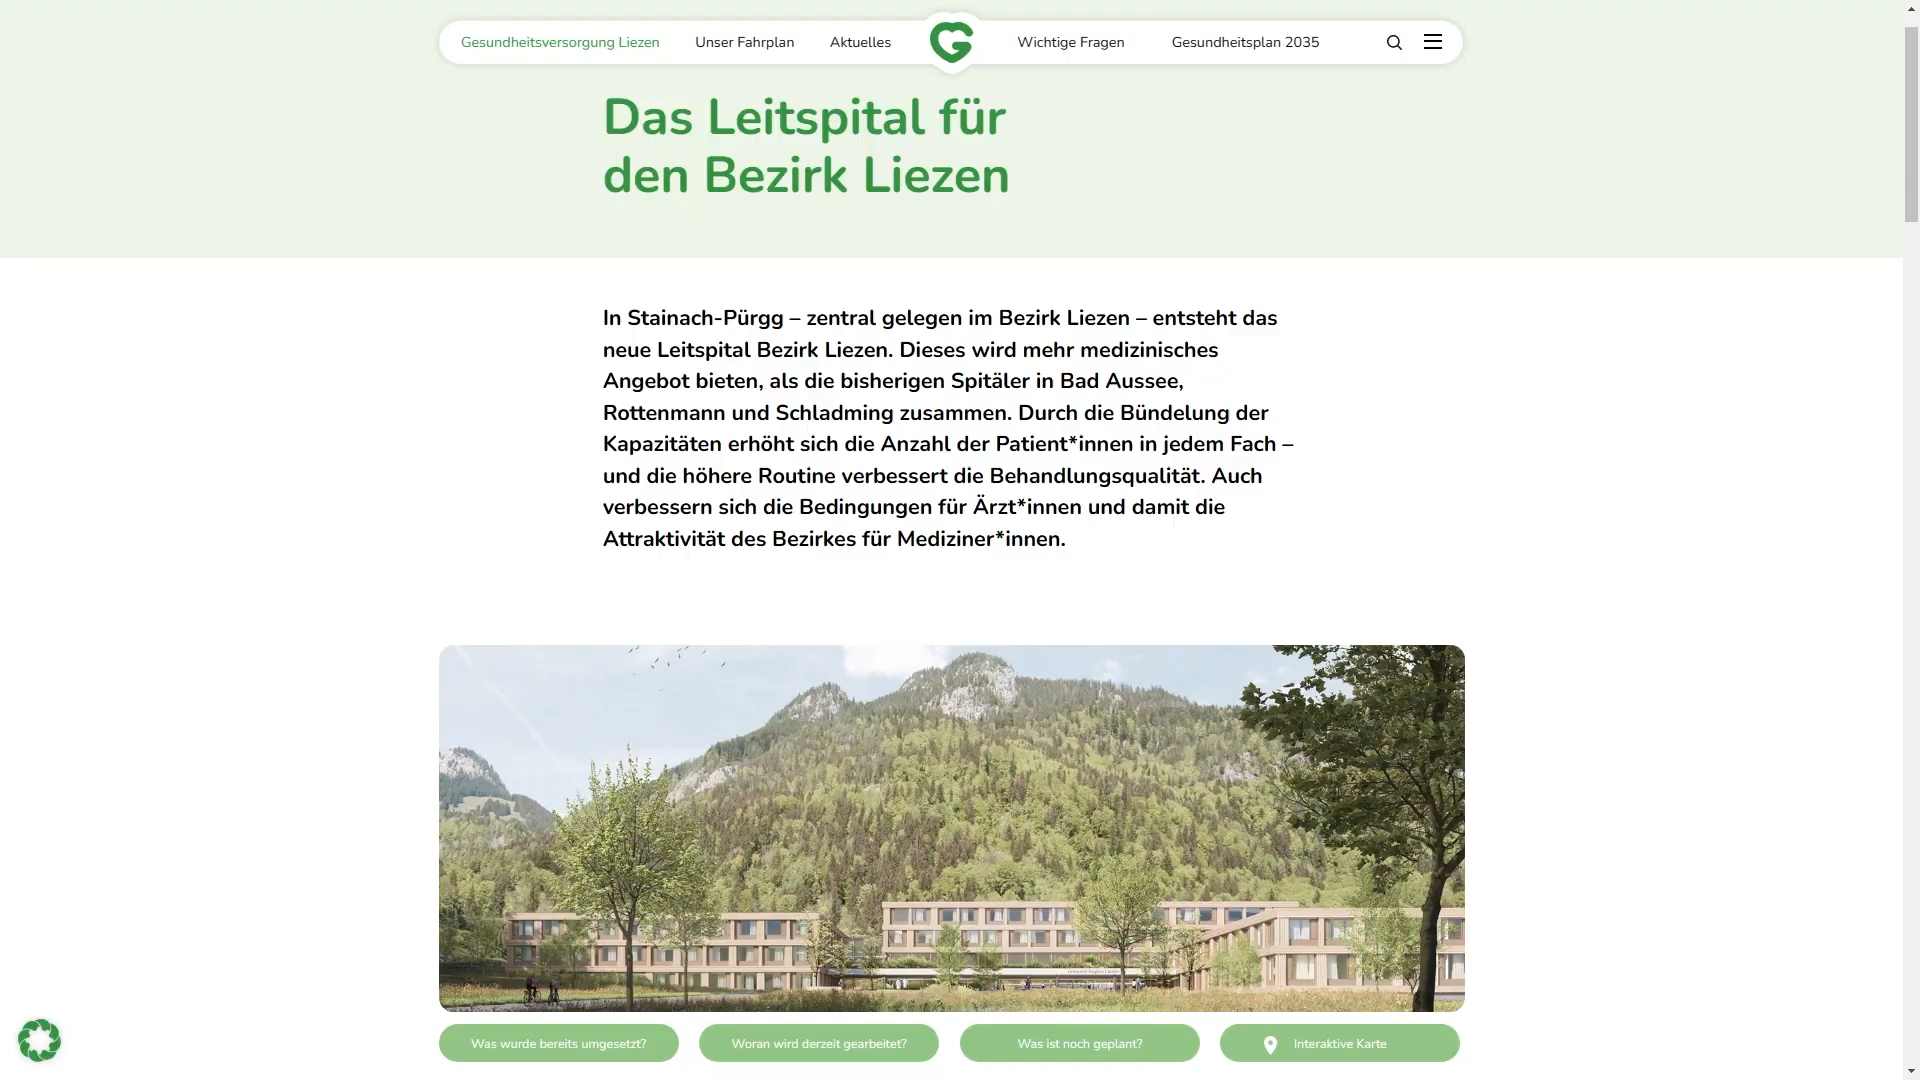 Gesundheitsversorgung Liezen Unser Fahrplan Aktuelles Wichtige Fragen Gesundheitsplan 2035
Das Leitspital für
den Bezirk Liezen
In Stainach-Pürgg – zentral gelegen im Bezirk Liezen – entsteht das
neue Leitspital Bezirk Liezen. Dieses wird mehr medizinisches
Angebot bieten, als die bisherigen Spitäler in Bad Aussee,
Rottenmann und Schladming zusammen. Durch die Bündelung der
Kapazitäten erhöht sich die Anzahl der Patient*innen in jedem Fach –
und die höhere Routine verbessert die Behandlungsqualität. Auch
verbessern sich die Bedingungen für Ärzt*innen und damit die
Attraktivität des Bezirkes für Mediziner*innen.
Was wurde bereits umgesetzt? Woran wird derzeit gearbeitet? Was ist noch geplant? Interaktive Karte